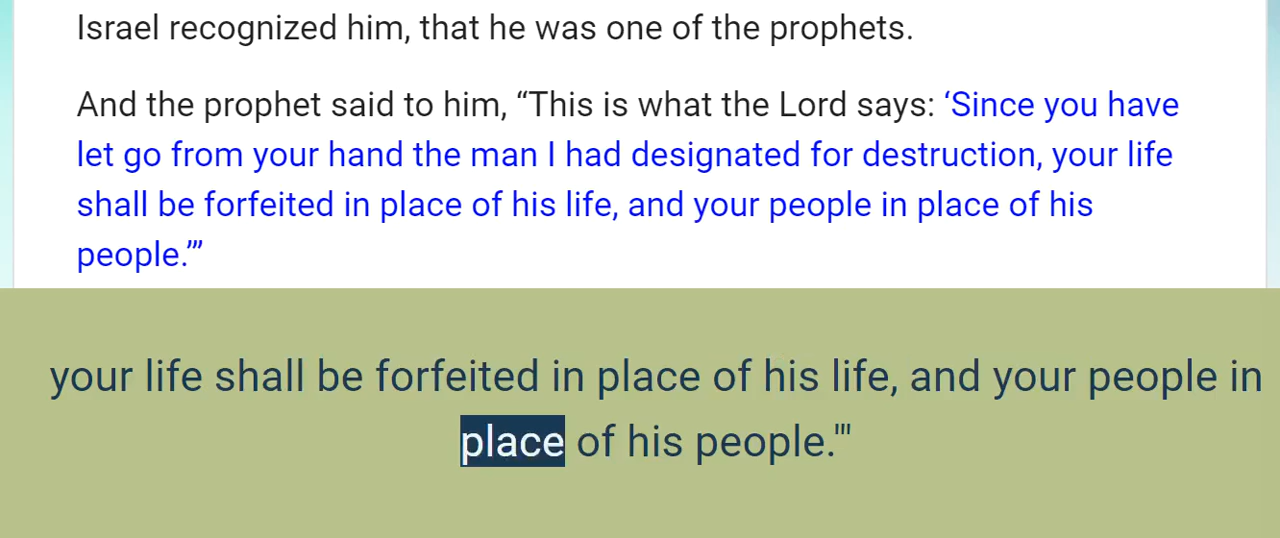 Israel recognized him, that he was one of the prophets.
And the prophet said to him, “This is what the Lord says: ‘Since you have
let go from your hand the man I had designated for destruction, your life
shall be forfeited in place of his life, and your people in place of his
people.’”
your life shall be forfeited in place of his life, and your people in
place of his people.'"